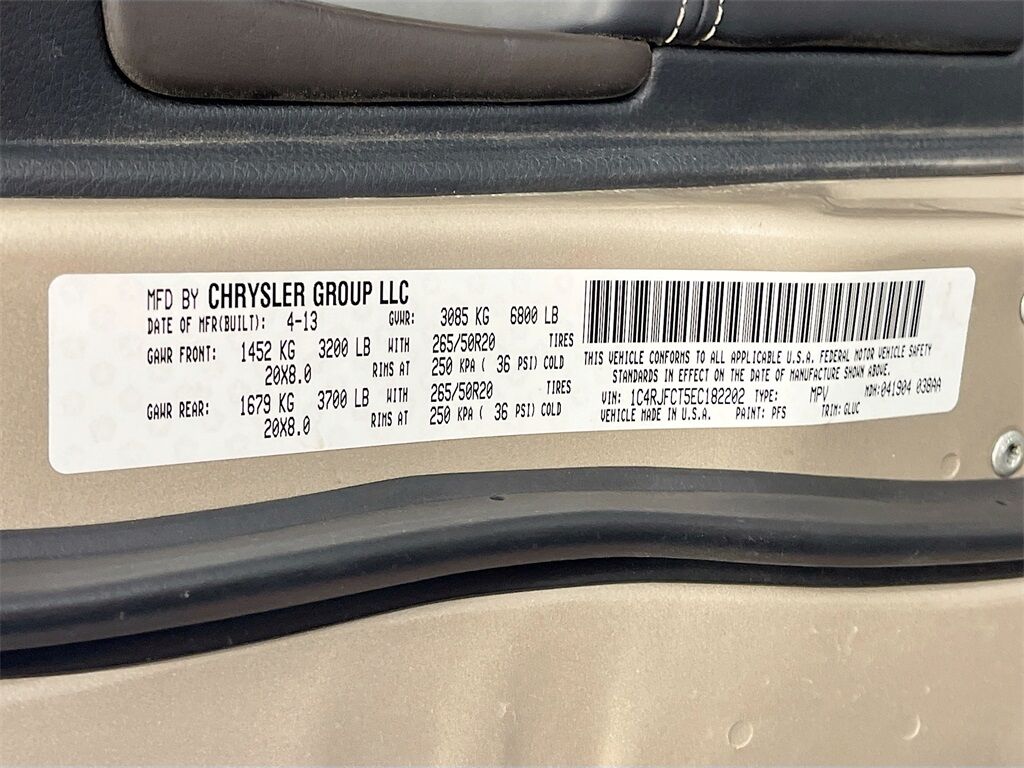 MFD BY CHRYSLER GROUP LLC
DATE OF MFR(BUILT): 4-13 GVWR: 3085 KG 6800 LB
GAWR FRONT: 1452 KG 3200 LB WITH 265/50R20 TIRES
20X8.0 RIMS AT 250 KPA ( 36 PSI) COLD
GAWR REAR: 1679 KG 3700 LB WITH 265/50R20 TIRES
20X8.0 RIMS AT 250 KPA ( 36 PSI) COLD
THIS VEHICLE CONFORMS TO ALL APPLICABLE U.S.A. FEDERAL MOTOR VEHICLE SAFETY
STANDARDS IN EFFECT ON THE DATE OF MANUFACTURE SHOWN ABOVE.
VIN: 1C4RJFCT5EC182202 TYPE: MPV MDH: 041904 038AA
VEHICLE MADE IN U.S.A. PAINT: PFS TRIM: GLUC